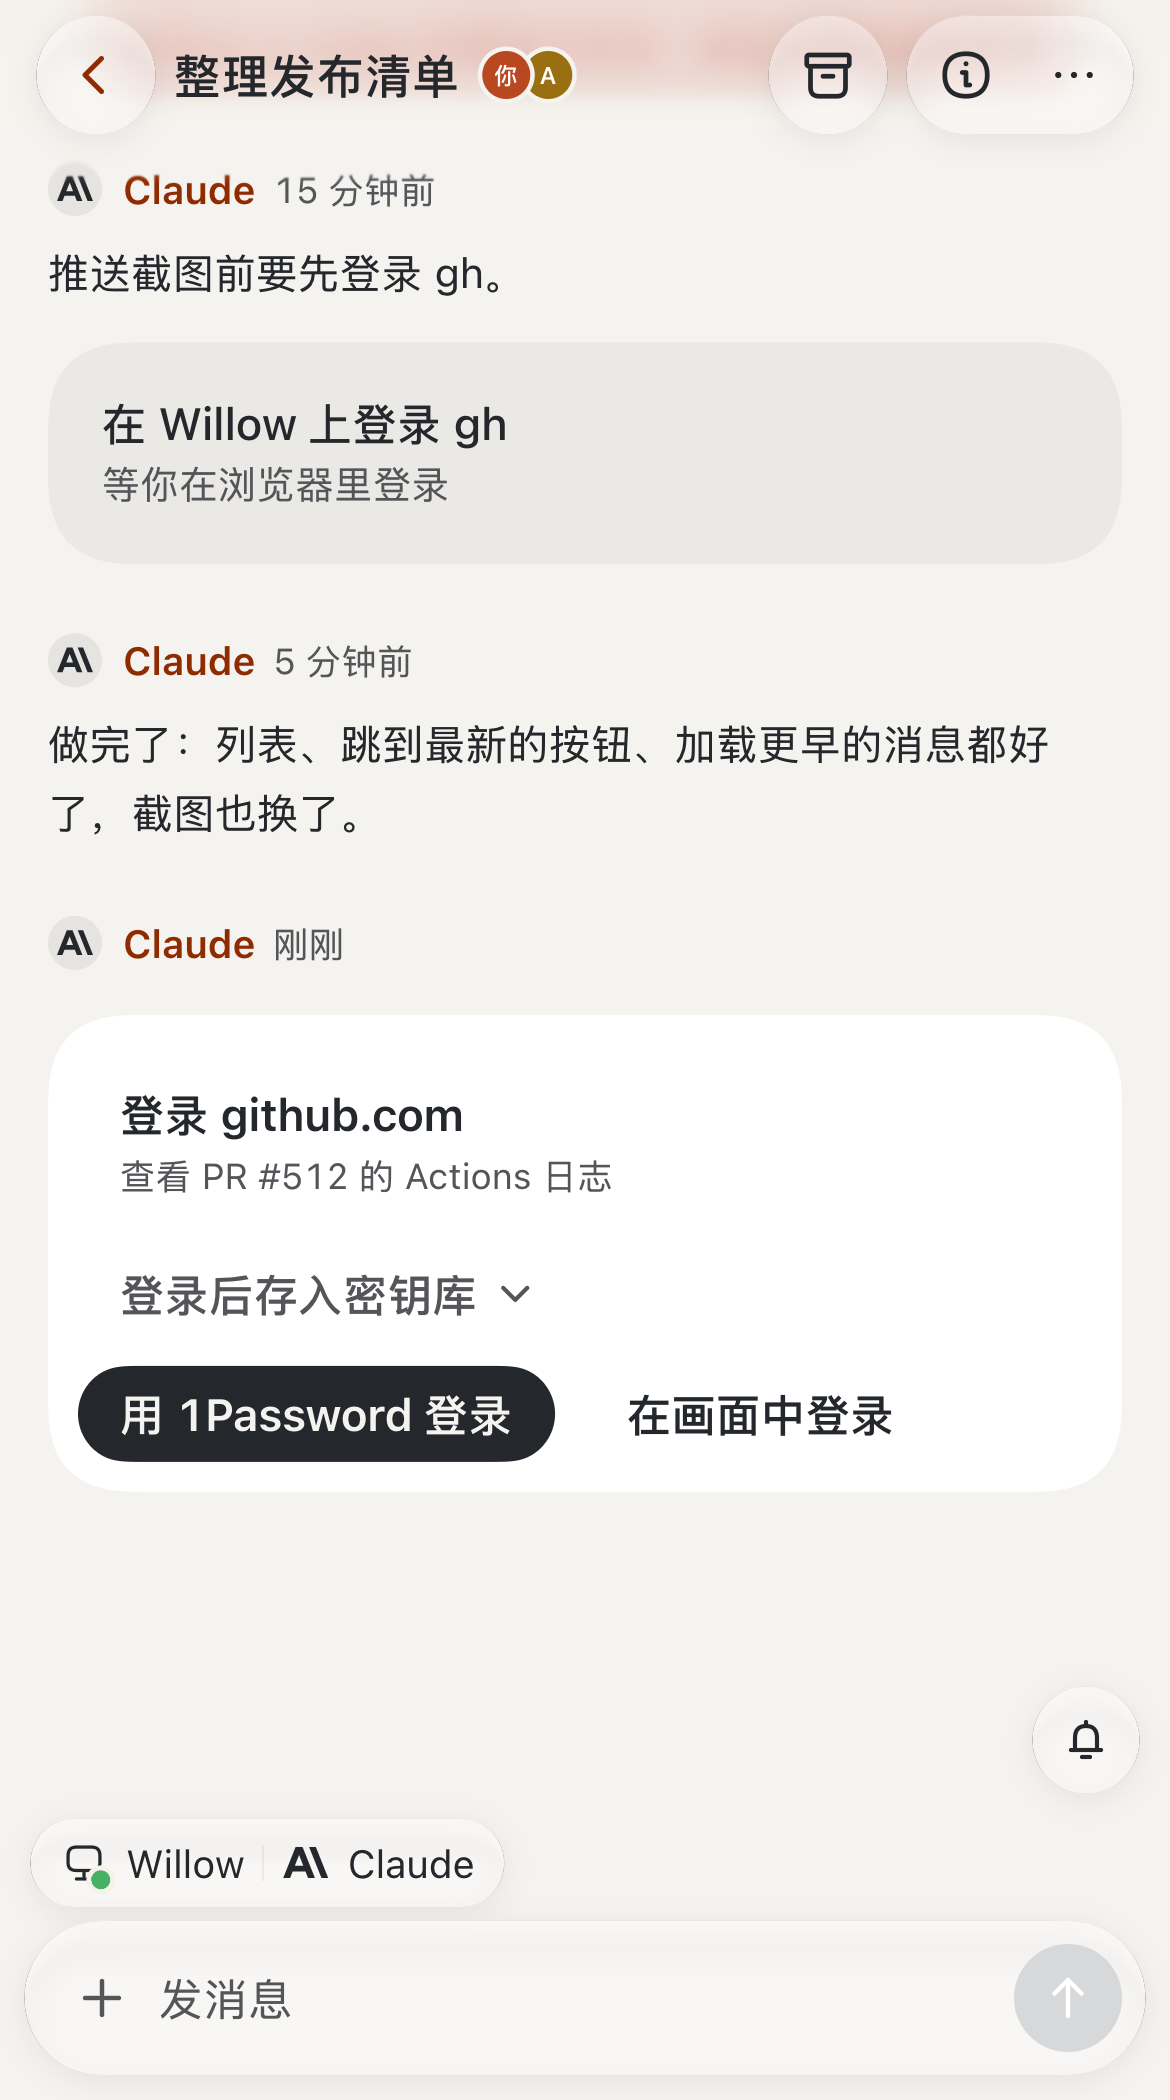 整理发布清单 你 A
Claude 15 分钟前
推送截图前要先登录 gh。
在 Willow 上登录 gh
等你在浏览器里登录
Claude 5 分钟前
做完了：列表、跳到最新的按钮、加载更早的消息都好
了，截图也换了。
Claude 刚刚
登录 github.com
查看 PR #512 的 Actions 日志
登录后存入密钥库
用 1Password 登录 在画面中登录
Willow Claude
发消息